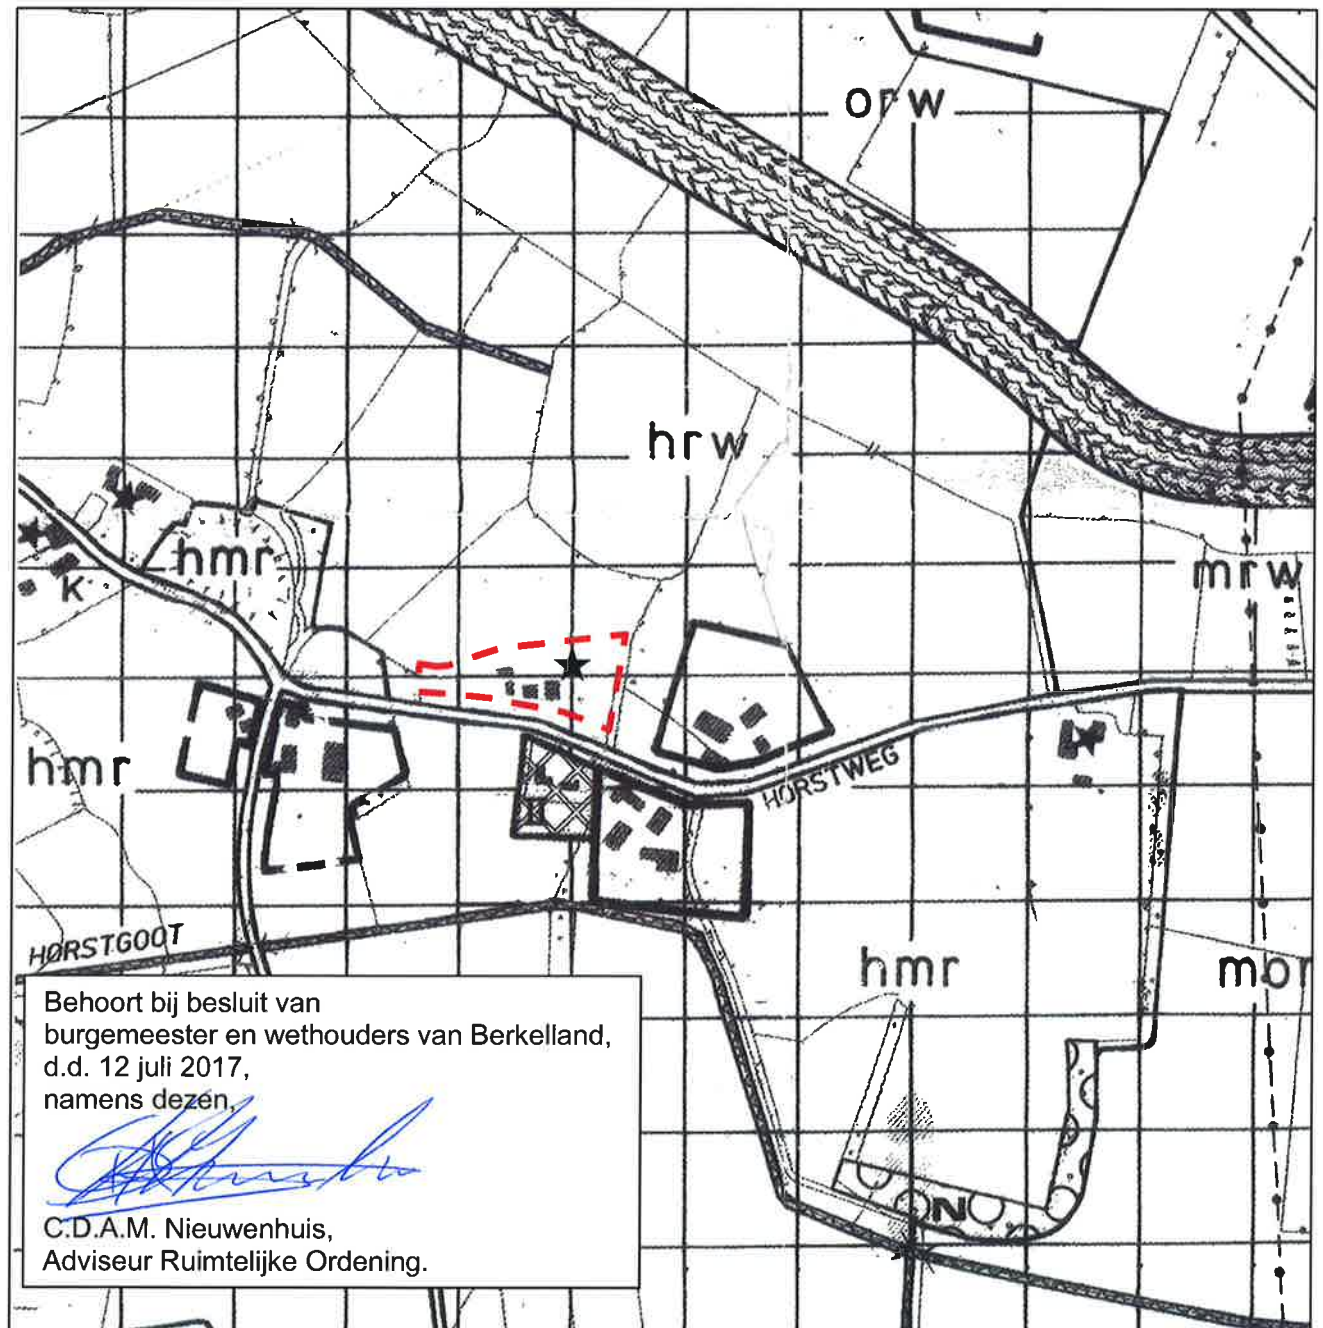 orw
hrw
hmr
K
mrw
hmr
HORSTWEG
H
HORSTGOOT
hmr
mor
N
Behoort bij besluit van
burgemeester en wethouders van Berkelland,
d.d. 12 juli 2017,
namens dezen,
C.D.A.M. Nieuwenhuis,
Adviseur Ruimtelijke Ordening.